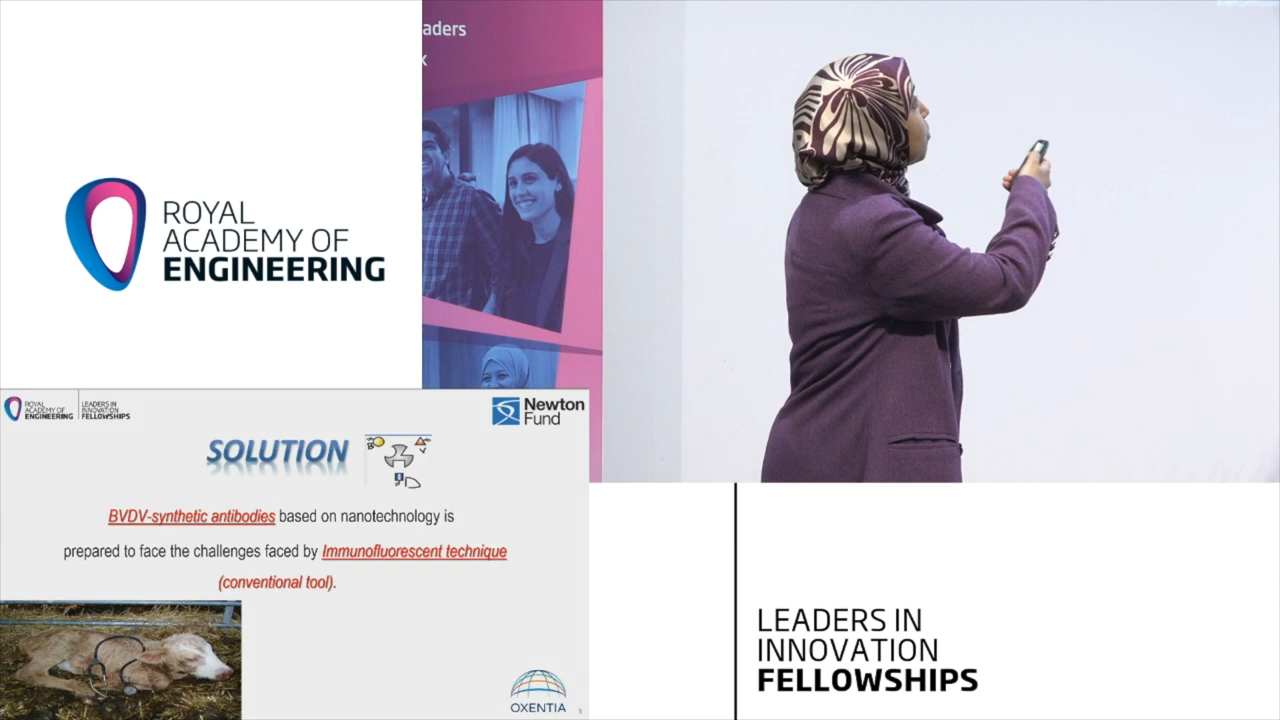 aders
ROYAL
ACADEMY OF
ENGINEERING
ROYAL
ACADEMY OF
ENGINEERING
LEADERS IN
INNOVATION
FELLOWSHIPS
Newton
Fund
SOLUTION
BVDV-synthetic antibodies based on nanotechnology is
prepared to face the challenges faced by Immunofluorescent technique
(conventional tool).
OXENTIA
LEADERS IN
INNOVATION
FELLOWSHIPS